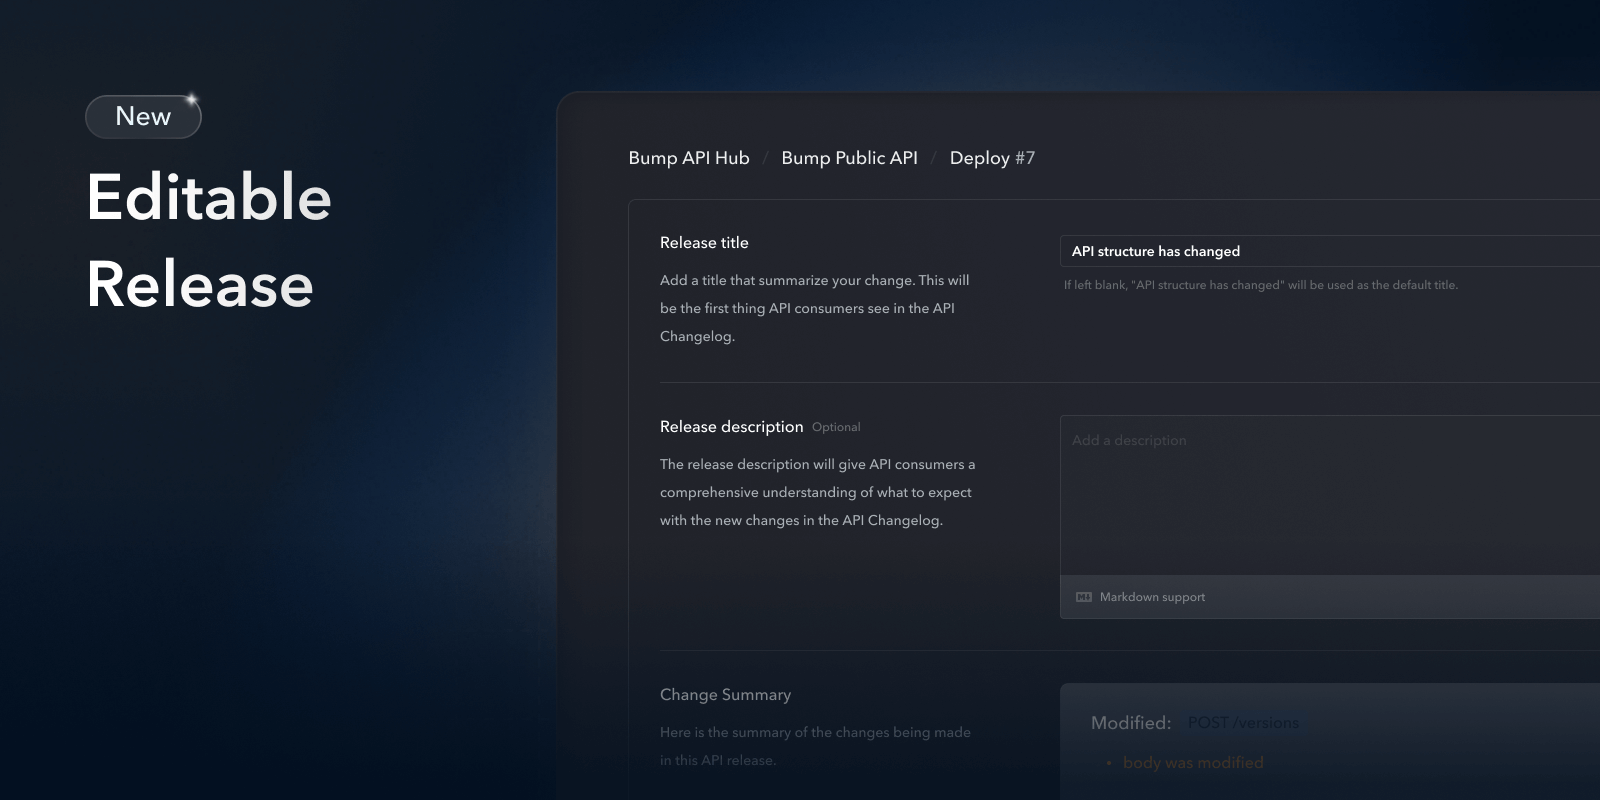 New
Editable
Release
Bump API Hub / Bump Public API / Deploy #7
Release title
Add a title that summarize your change. This will
be the first thing API consumers see in the API
Changelog.
API structure has changed
If left blank, "API structure has changed" will be used as the default title.
Release description Optional
The release description will give API consumers a
comprehensive understanding of what to expect
with the new changes in the API Changelog.
Add a description
Markdown support
Change Summary
Here is the summary of the changes being made
in this API release.
Modified: POST /versions
• body was modified